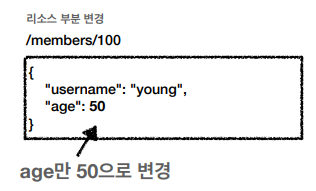 리소스 부분 변경
/members/100
{
"username": "young",
"age": 50
}
age만 50으로 변경